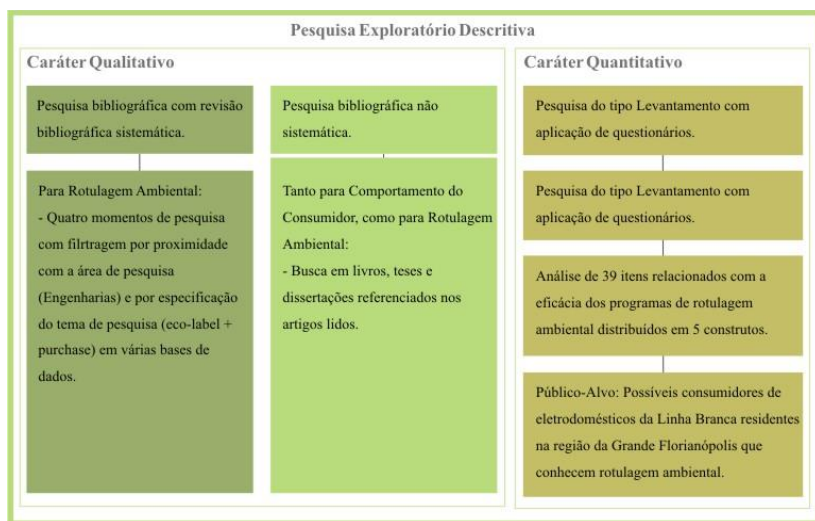 Pesquisa Exploratório Descritiva
Caráter Qualitativo
Pesquisa bibliográfica com revisão
bibliográfica sistemática.
Para Rotulagem Ambiental:
- Quatro momentos de pesquisa
com filrtragem por proximidade
com a área de pesquisa
(Engenharias) e por especificação
do tema de pesquisa (eco-label +
purchase) em várias bases de
dados.
Pesquisa bibliográfica não
sistemática.
Tanto para Comportamento do
Consumidor, como para Rotulagem
Ambiental:
- Busca em livros, teses e
dissertações referenciados nos
artigos lidos.
Caráter Quantitativo
Pesquisa do tipo Levantamento com
aplicação de questionários.
Pesquisa do tipo Levantamento com
aplicação de questionários.
Análise de 39 itens relacionados com a
eficácia dos programas de rotulagem
ambiental distribuídos em 5 construtos.
Público-Alvo: Possíveis consumidores de
eletrodomésticos da Linha Branca residentes
na região da Grande Florianópolis que
conhecem rotulagem ambiental.